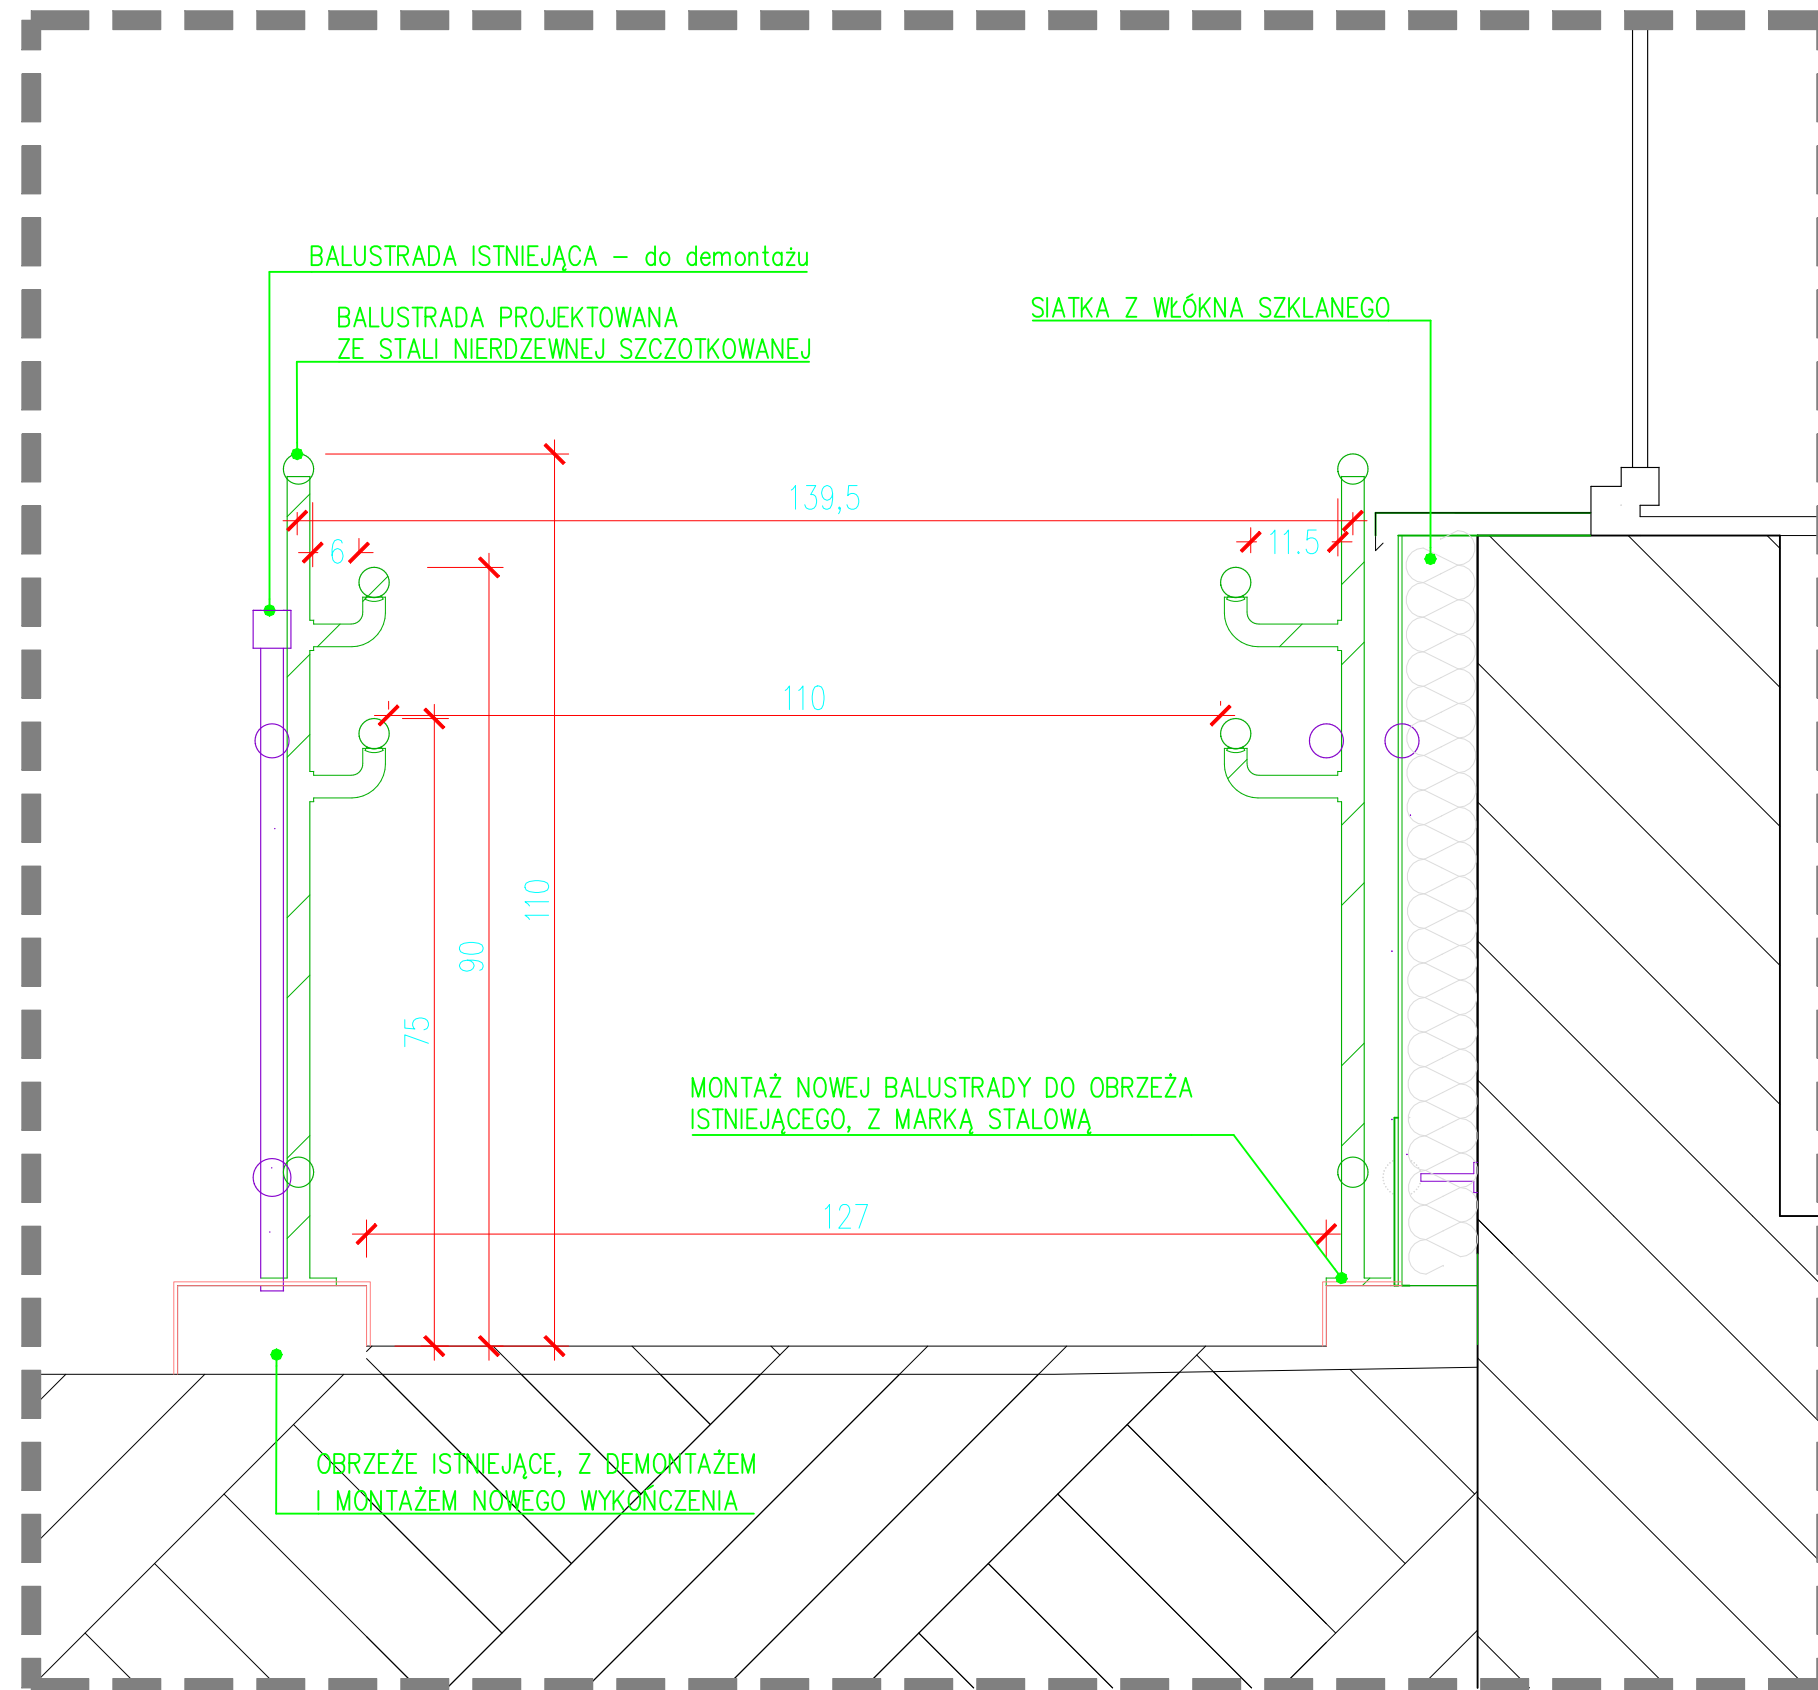 BALUSTRADA ISTNIEJĄCA – do demontażu
BALUSTRADA PROJEKTOWANA
ZE STALI NIERDZEWNEJ SZCZOTKOWANEJ
SIATKA Z WŁÓKNA SZKLANEGO
139,5
6
11.5
110
110
90
75
MONTAŻ NOWEJ BALUSTRADY DO OBRZEŻA
ISTNIEJĄCEGO, Z MARKĄ STALOWĄ
127
OBRZEŻE ISTNIEJĄCE, Z DEMONTAŻEM
I MONTAŻEM NOWEGO WYKOŃCZENIA